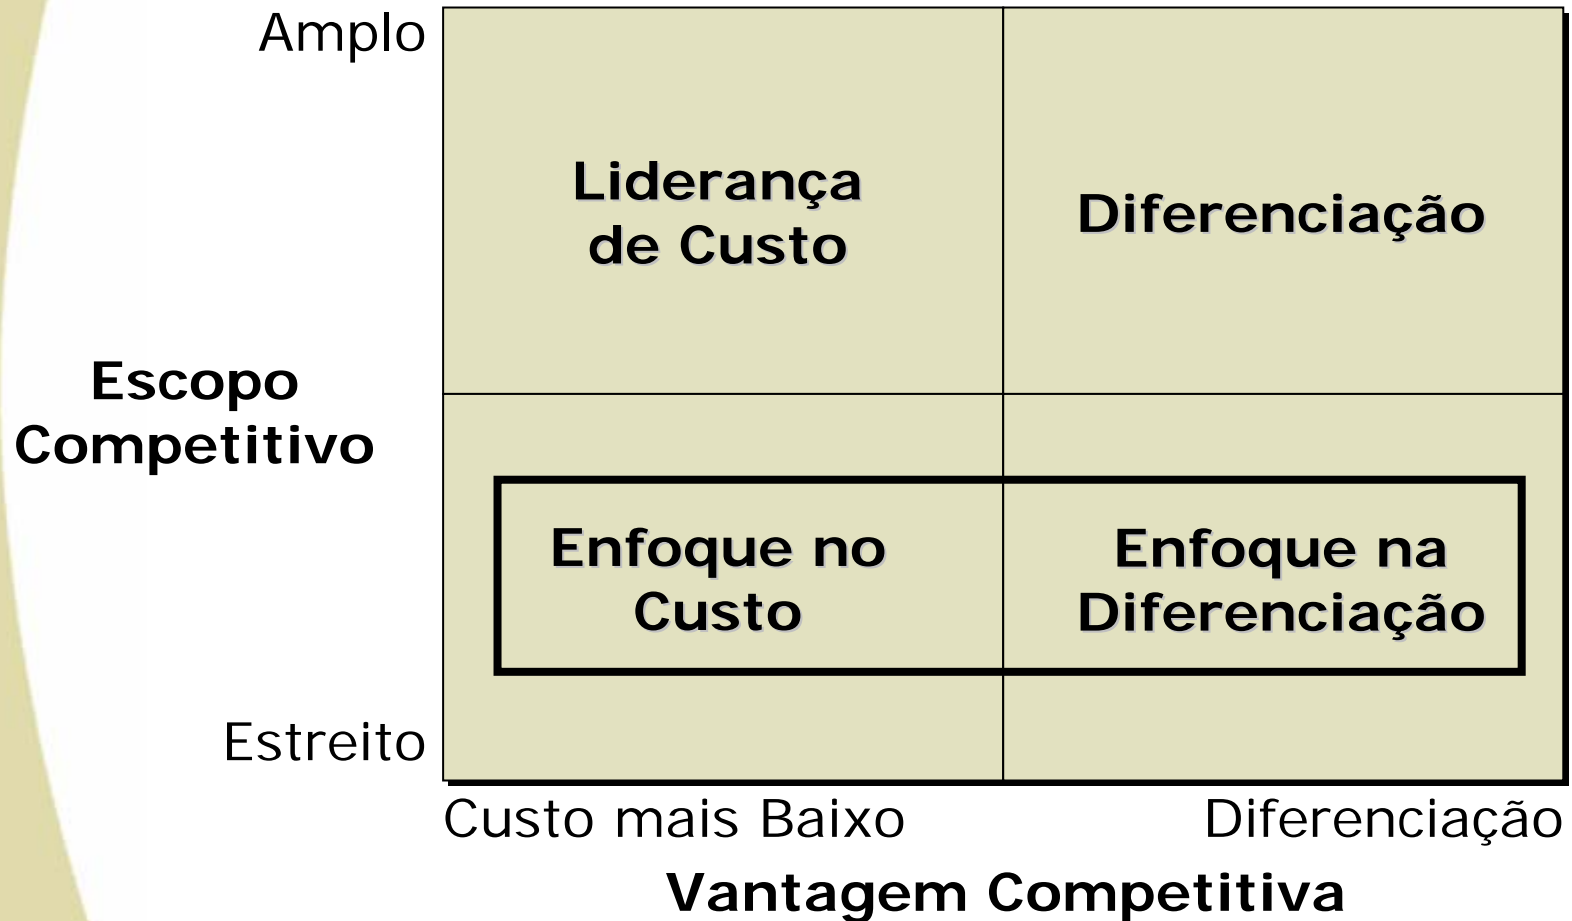 Amplo
Liderança
de Custo
Diferenciação
Escopo
Competitivo
Enfoque no
Custo
Enfoque na
Diferenciação
Estreito
Custo mais Baixo
Diferenciação
Vantagem Competitiva